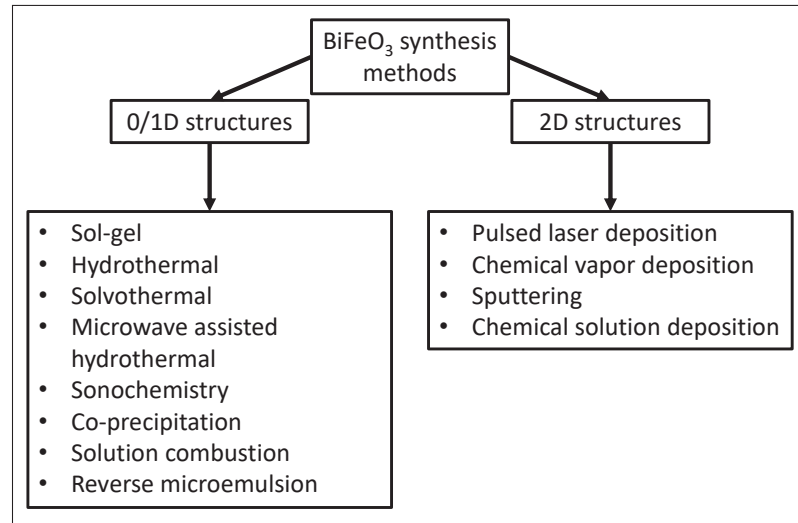 BiFeO₃ synthesis
methods
0/1D structures
2D structures
• Sol-gel
• Hydrothermal
• Solvothermal
• Microwave assisted
hydrothermal
• Sonochemistry
• Co-precipitation
• Solution combustion
• Reverse microemulsion
• Pulsed laser deposition
• Chemical vapor deposition
• Sputtering
• Chemical solution deposition